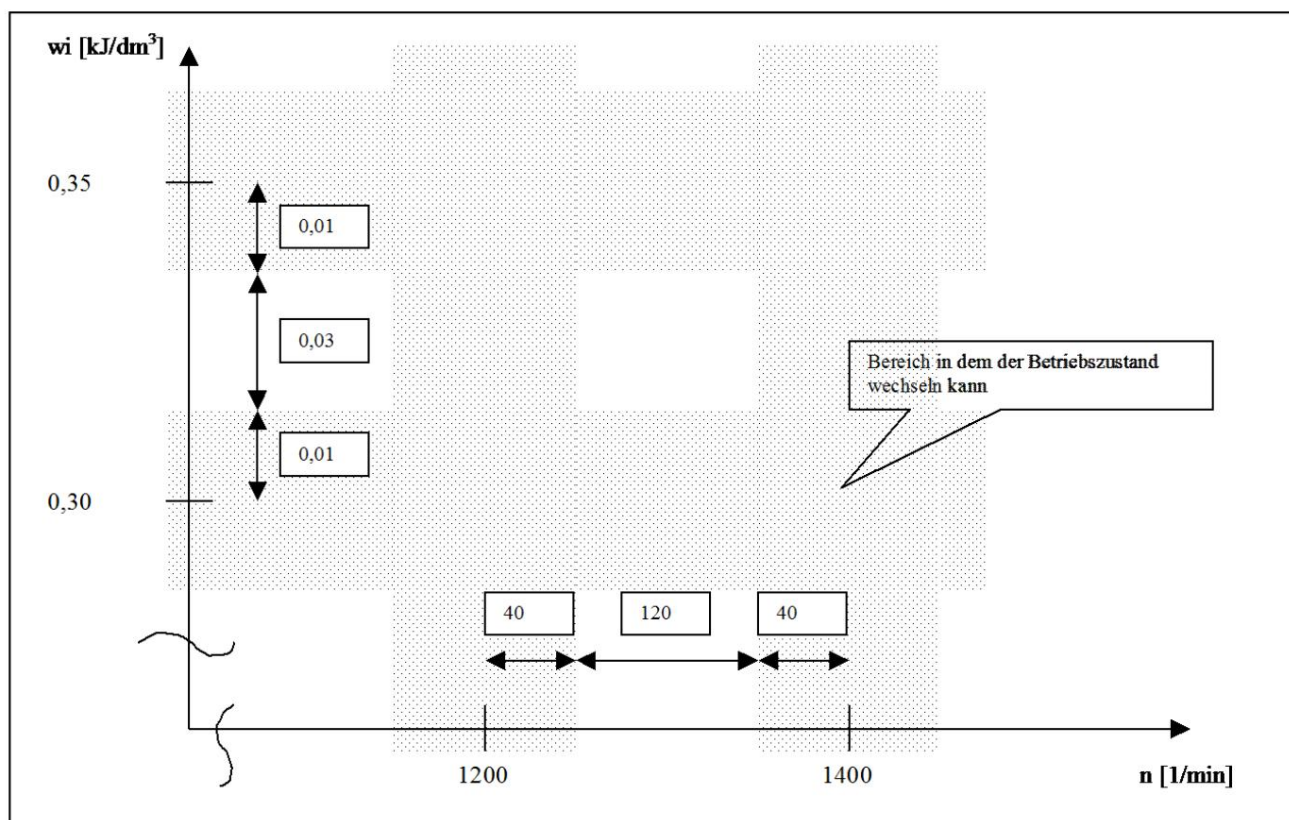 wi [kJ/dm³]
0,35
0,01
0,03
Bereich in dem der Betriebszustand
wechseln kann
0,01
0,30
40
120
40
1200
1400
n [1/min]